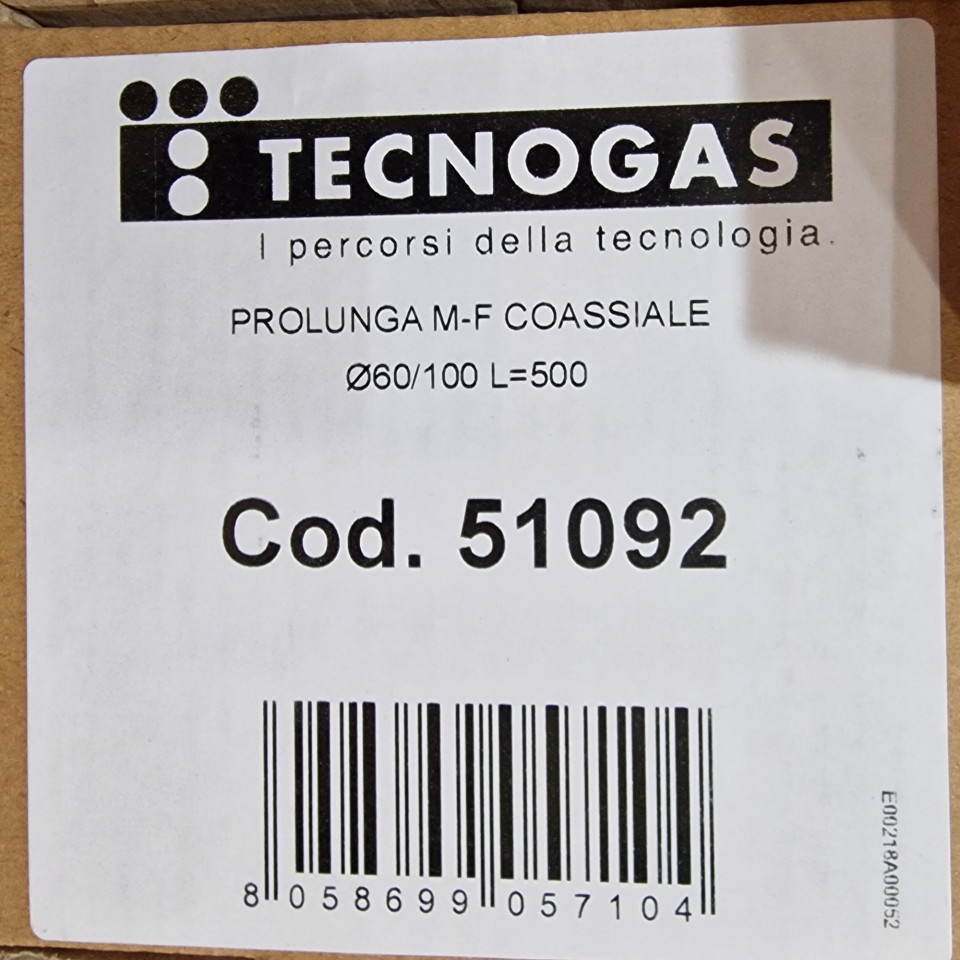 TECNOGAS
I percorsi della tecnologia.
PROLUNGA M-F COASSIALE
Ø60/100 L=500
Cod. 51092
8 058699 057104
E00218A00052